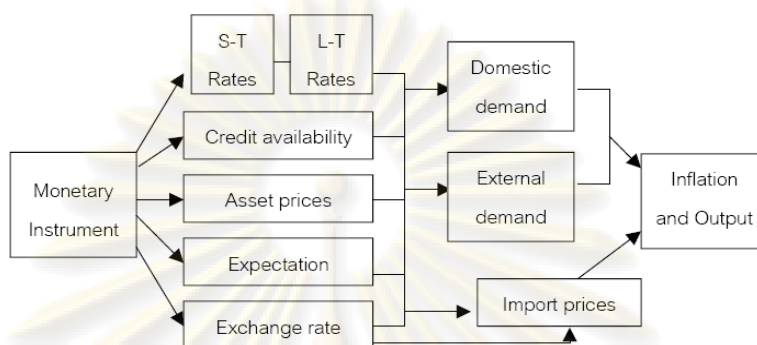 S-T
Rates
L-T
Rates
Domestic
demand
Credit availability
Monetary
Instrument
Asset prices
External
demand
Inflation
and Output
Expectation
Import prices
Exchange rate